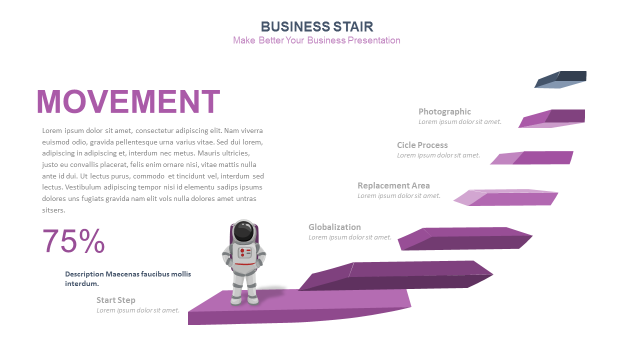 BUSINESS STAIR
Make Better Your Business Presentation
MOVEMENT
Lorem ipsum dolor sit amet, consectetur adipiscing elit. Nam viverra
euismod odio, gravida pellentesque urna varius vitae. Sed dui lorem,
adipiscing in adipiscing et, interdum nec metus. Mauris ultricies,
justo eu convallis placerat, felis enim ornare nisi, vitae mattis nulla
ante id dui. Ut lectus purus, commodo et tincidunt vel, interdum sed
lectus. Vestibulum adipiscing tempor nisi id elementu sadips ipsums
dolores uns fugiats gravida nam elit vols nulla dolores amet untras
sitsers.
75%
Description Maecenas faucibus mollis
interdum.
Start Step
Lorem ipsum dolor sit amet.
Globalization
Lorem ipsum dolor sit amet.
Replacement Area
Lorem ipsum dolor sit amet.
Cicle Process
Lorem ipsum dolor sit amet.
Photographic
Lorem ipsum dolor sit amet.